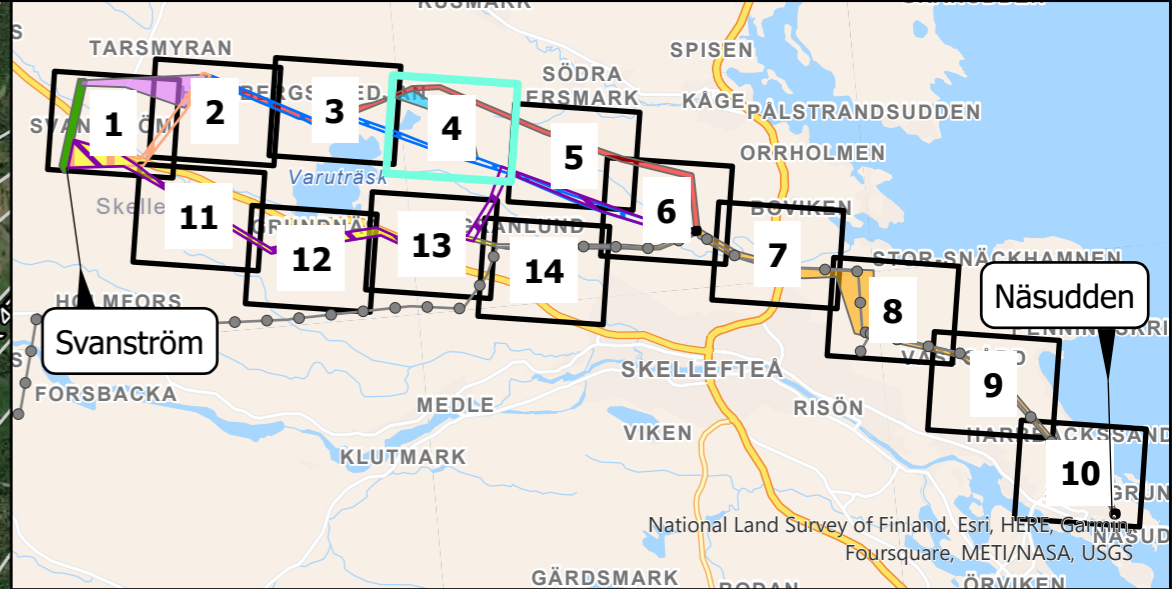 TARSMYRAN
SPISEN
SÖDRA
ERSMARK
KÅGE
PÅLSTRANDSUDDEN
ORRHOLMEN
1
2
3
4
5
6
Varuträsk
Skelle
BOVIKEN
11
12
13
14
7
STOR-SNÄCKHAMNEN
8
HOLMFORS
Svanström
Näsudden
FORSBACKA
SKELLEFTEÅ
9
MEDLE
RISÖN
VIKEN
KLUTMARK
10
National Land Survey of Finland, Esri, HERE, Garmin,
Foursquare, METI/NASA, USGS
GÄRDSMARK
ÖRVIKEN